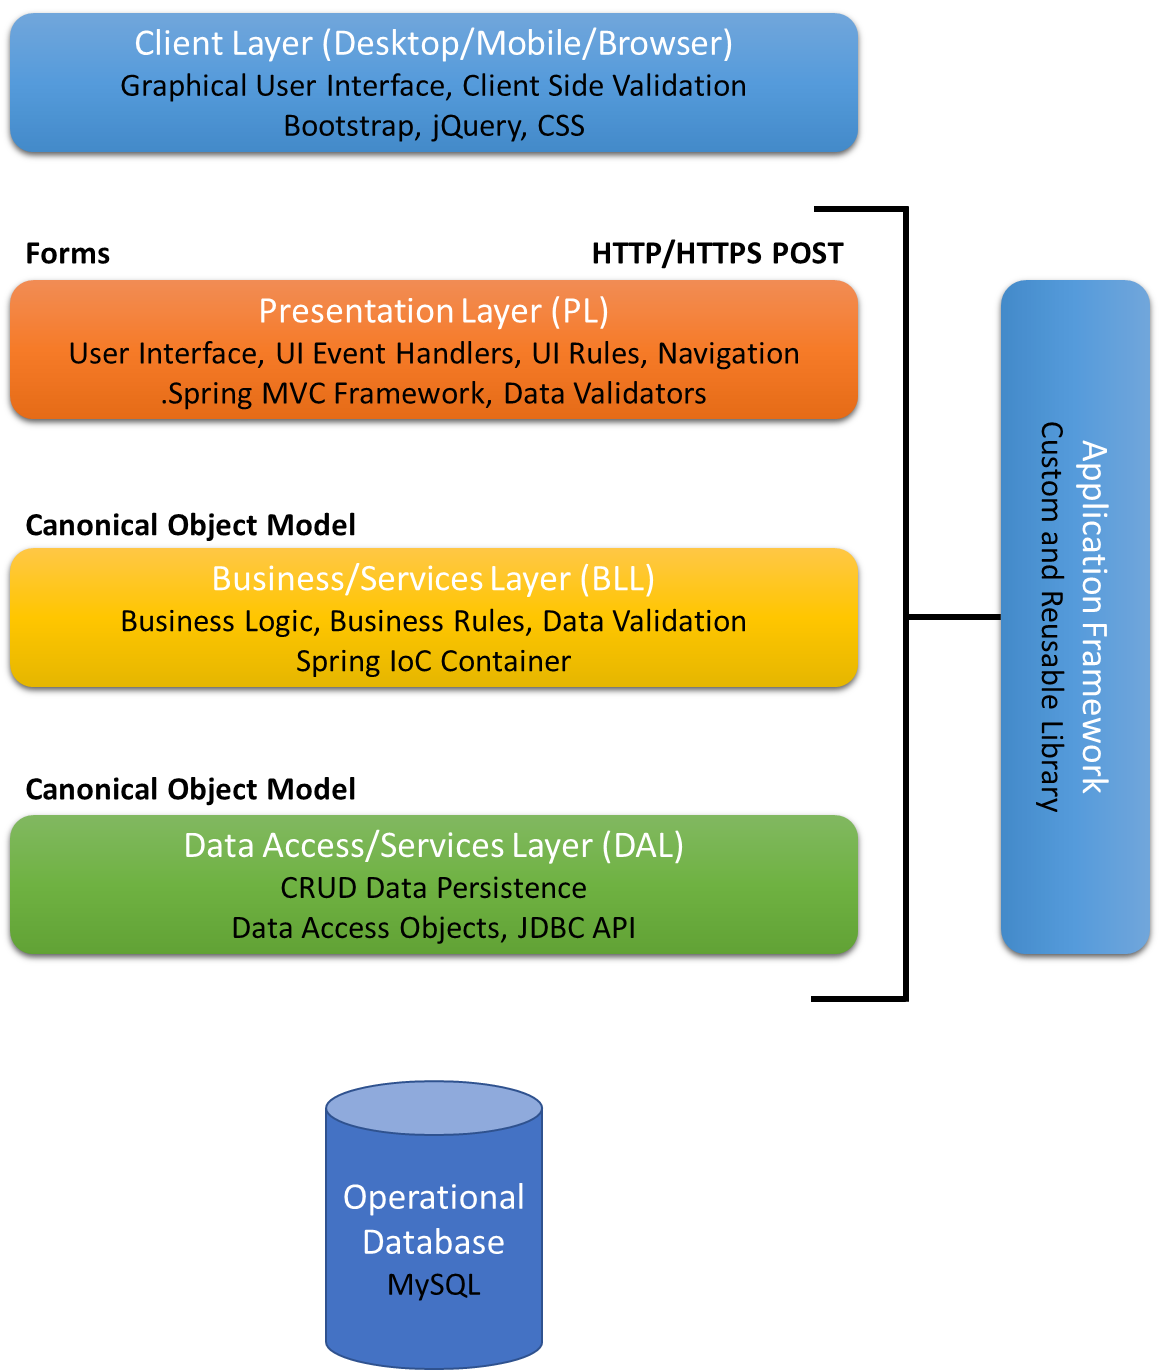 Client Layer (Desktop/Mobile/Browser)
Graphical User Interface, Client Side Validation
Bootstrap, jQuery, CSS
Forms
HTTP/HTTPS POST
Presentation Layer (PL)
User Interface, UI Event Handlers, UI Rules, Navigation
.Spring MVC Framework, Data Validators
Canonical Object Model
Business/Services Layer (BLL)
Business Logic, Business Rules, Data Validation
Spring IoC Container
Canonical Object Model
Data Access/Services Layer (DAL)
CRUD Data Persistence
Data Access Objects, JDBC API
Application Framework
Custom and Reusable Library
Operational
Database
MySQL